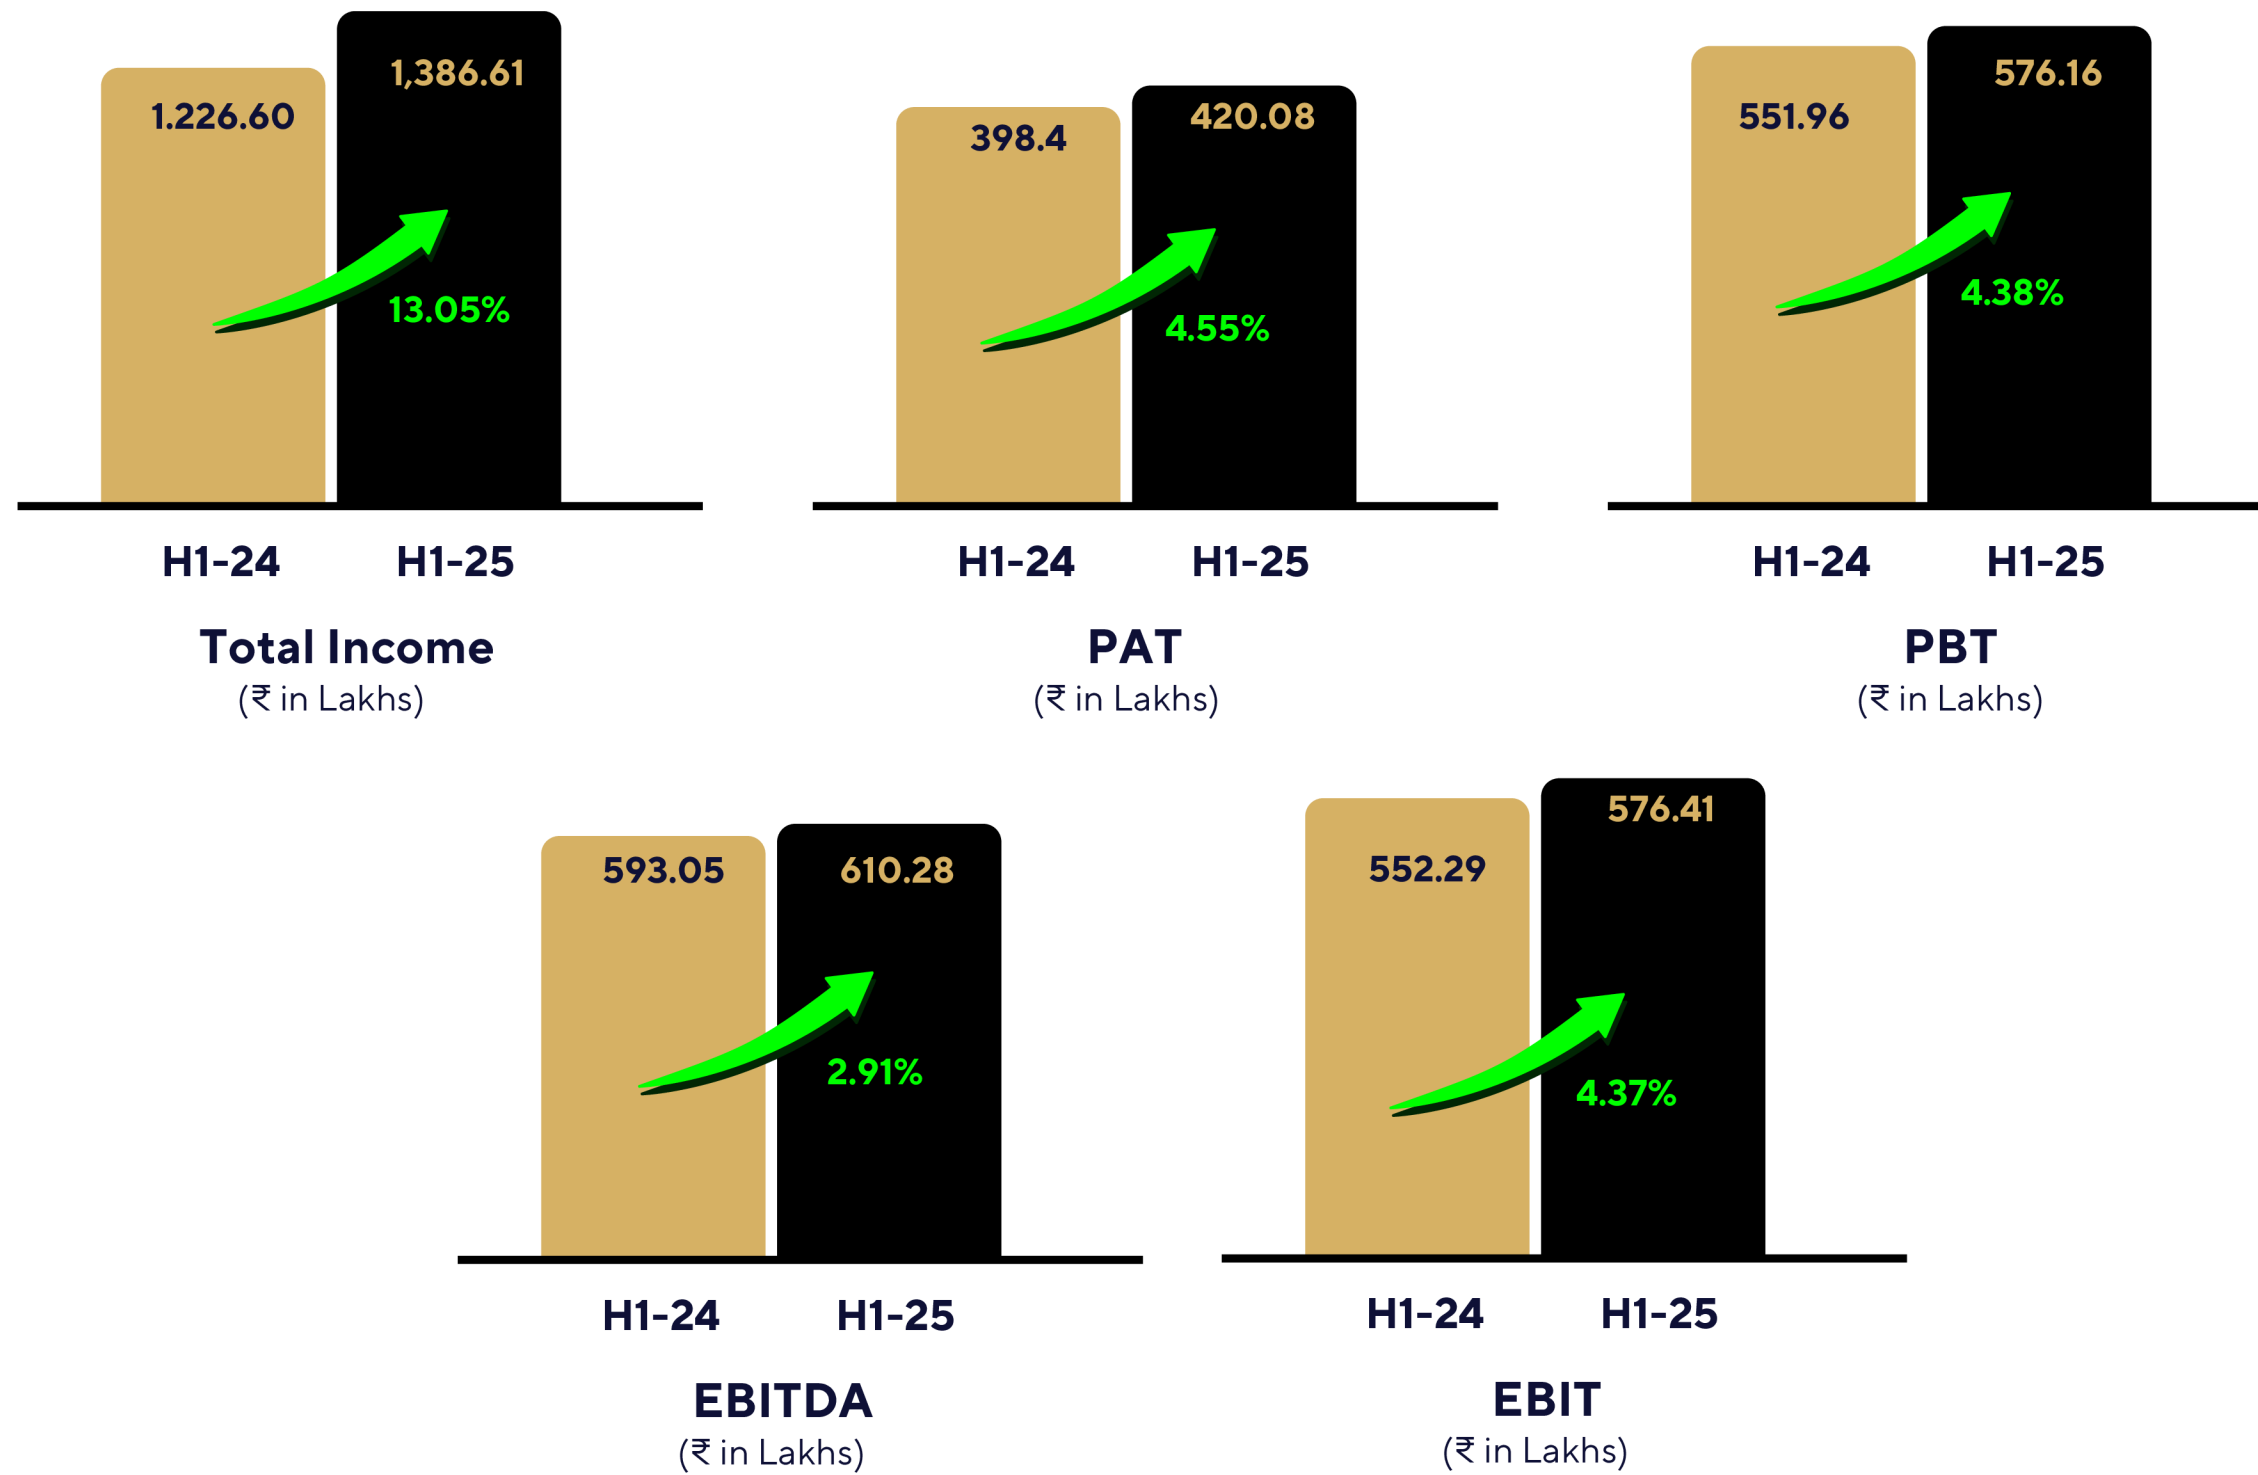 1.226.60
1,386.61
13.05%
H1-24 H1-25
Total Income
(₹ in Lakhs)
398.4
420.08
4.55%
H1-24 H1-25
PAT
(₹ in Lakhs)
551.96
576.16
4.38%
H1-24 H1-25
PBT
(₹ in Lakhs)
593.05 610.28
2.91%
H1-24 H1-25
EBITDA
(₹ in Lakhs)
552.29
576.41
4.37%
H1-24 H1-25
EBIT
(₹ in Lakhs)